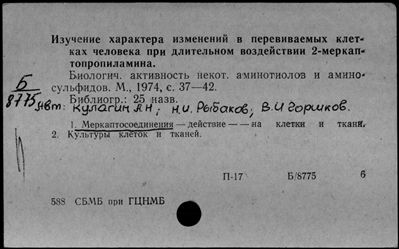 Изучение характера изменений в перевиваемых клет-
ках человека при длительном воздействии 2-меркап-
топропиламина.
Биологич. активность некот. аминотиолов и амино-
сульфидов. М., 1974, с. 37—42.
Библиогр.: 25 назв.
Б
8775
Авт: Кулагин А.Н., Н.И. Рыбаков, В.И Горшков.
1. Меркаптосоединения — действие — — на клетки и ткани.
2. Культуры клеток и тканей.
П-17 Б/8775 6
588 СБМБ при ГЦНМБ